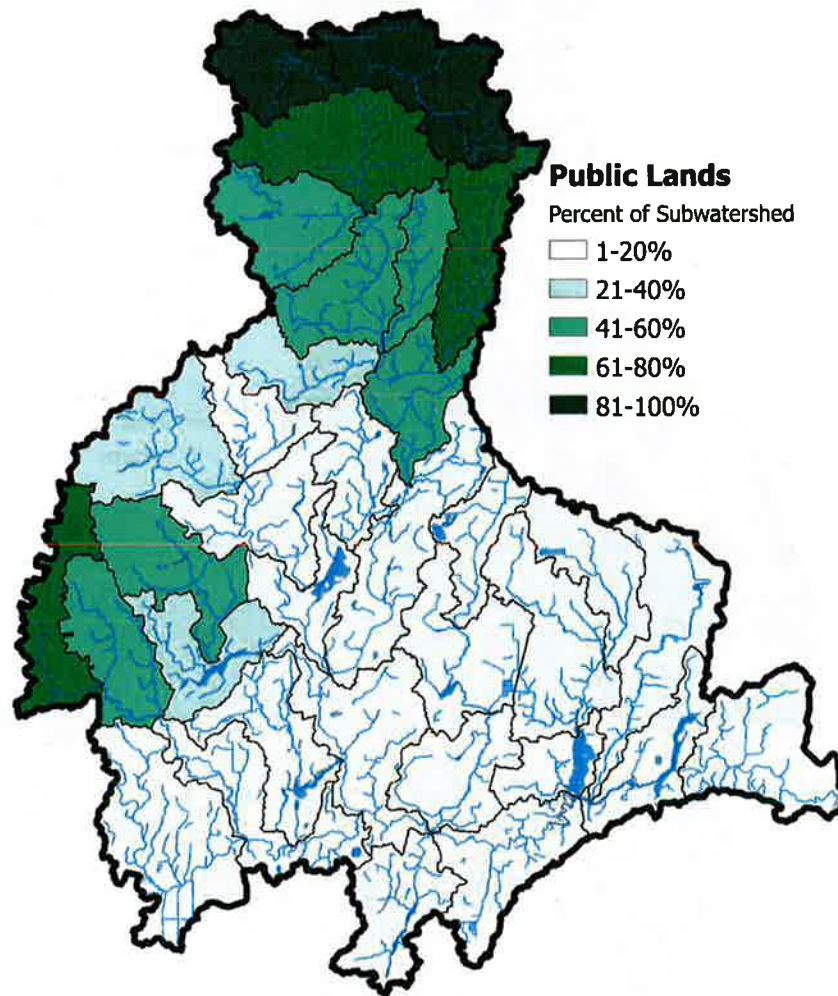 Public Lands
Percent of Subwatershed
1-20%
21-40%
41-60%
61-80%
81-100%